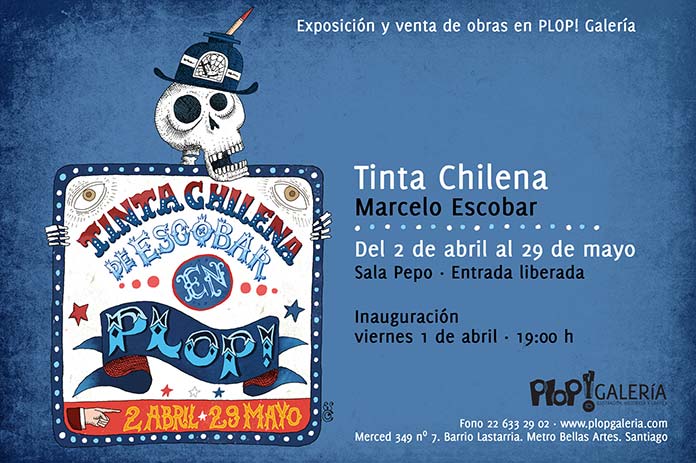 Exposición y venta de obras en PLOP! Galería
TINTA CHILENA
DE ESCOBAR
EN
PLOP!
2 ABRIL ★ 29 MAYO
Tinta Chilena
Marcelo Escobar
Del 2 de abril al 29 de mayo
Sala Pepo · Entrada liberada
Inauguración
viernes 1 de abril · 19:00 h
PLOP! GALERÍA
ILUSTRACIÓN, HISTORIETA Y GRÁFICA
Fono 22 633 29 02 · www.plopgaleria.com
Merced 349 nº 7. Barrio Lastarria. Metro Bellas Artes. Santiago